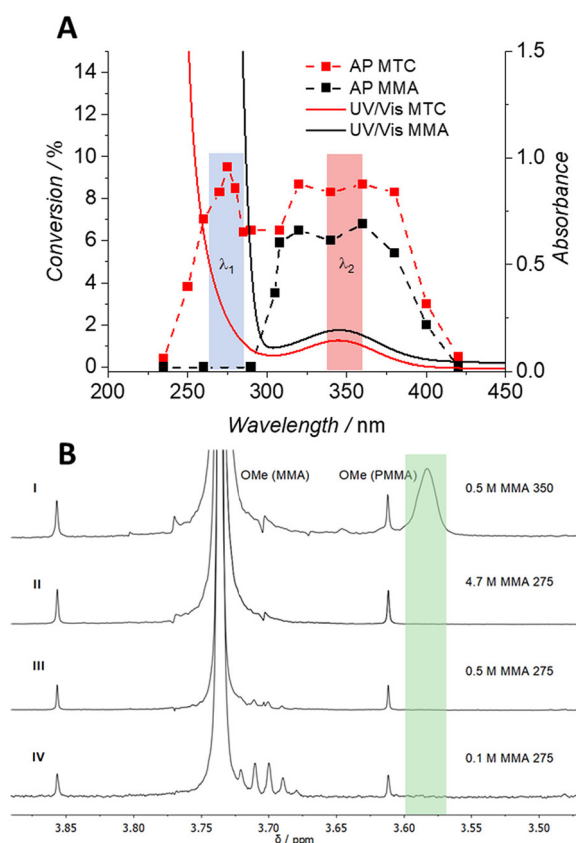 A
Conversion / %
14
12
10
8
6
4
2
0
AP MTC
AP MMA
UV/Vis MTC
UV/Vis MMA
λ1
λ2
1.5
1.0
0.5
0.0
Absorbance
200 250 300 350 400 450
Wavelength / nm
B
OMe (MMA) OMe (PMMA)
I 0.5 M MMA 350
II 4.7 M MMA 275
III 0.5 M MMA 275
IV 0.1 M MMA 275
3.85 3.80 3.75 3.70 3.65 3.60 3.55 3.50
δ / ppm